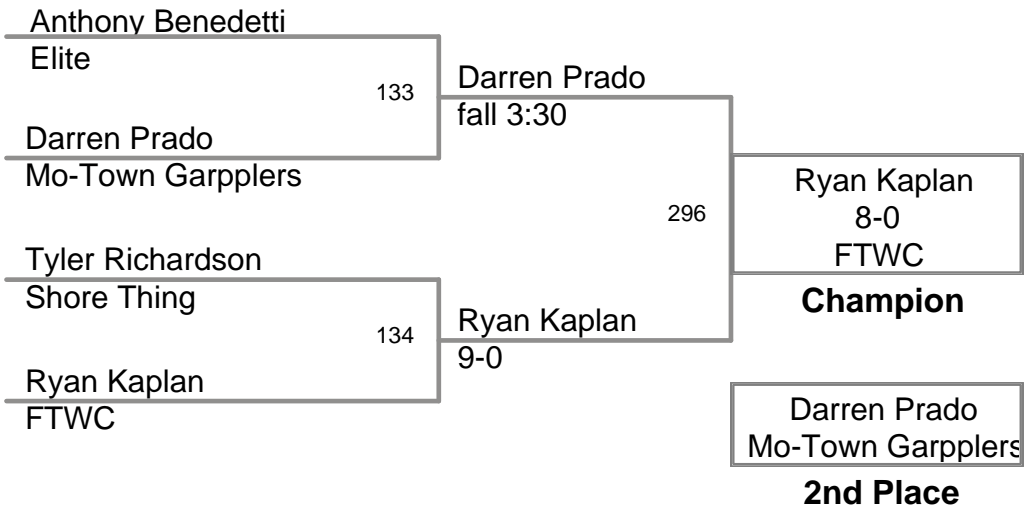 Anthony Benedetti
Elite
133
Darren Prado
fall 3:30
Darren Prado
Mo-Town Garpplers
296
Ryan Kaplan
8-0
FTWC
Champion
Tyler Richardson
Shore Thing
134
Ryan Kaplan
9-0
Ryan Kaplan
FTWC
Darren Prado
Mo-Town Garpplers
2nd Place